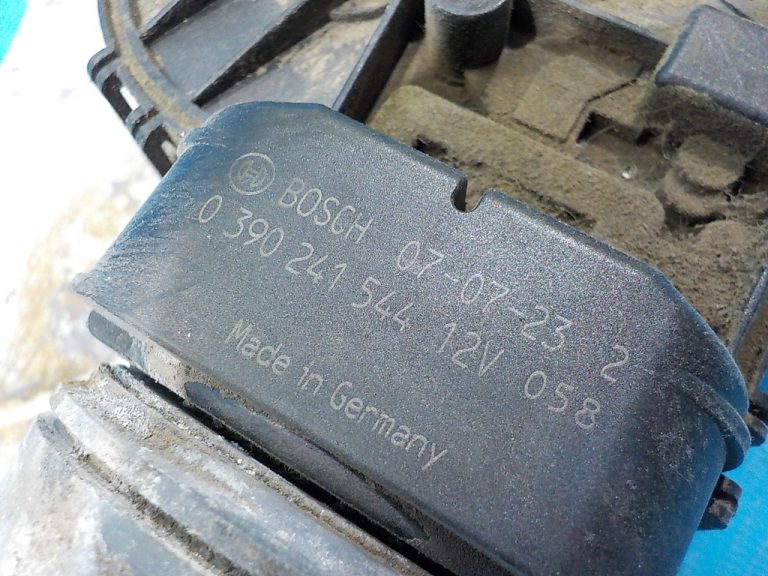 BOSCH 07-07-23 2
0 390 241 544 12V 058
Made in Germany